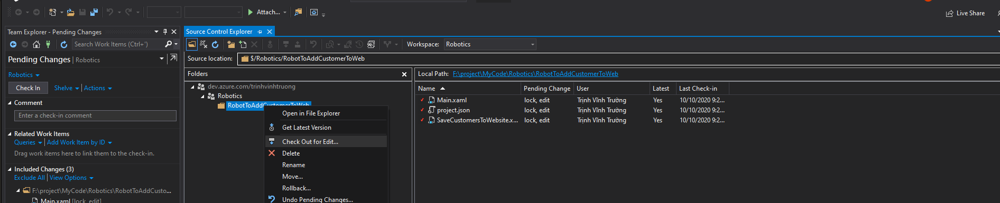 Attach...
Live Share
Team Explorer - Pending Changes
Search Work Items (Ctrl+')
Pending Changes | Robotics
Robotics
Check In
Shelve
Actions
Comment
Enter a check-in comment
Related Work Items
Queries
Add Work Item by ID
Drag work items here to link them to the check-in.
Included Changes (3)
Exclude All
View Options
F:\project\MyCode\Robotics\RobotToAddCusto...
Main.xaml [lock, edit]
Source Control Explorer
Workspace: Robotics
Source location: $/Robotics/RobotToAddCustomerToWeb
Folders
dev.azure.com/trinhvinhtruong
Robotics
RobotToAddCustomerToWeb
Open in File Explorer
Get Latest Version
Check Out for Edit...
Delete
Rename
Move...
Rollback...
Undo Pending Changes...
Local Path: F:\project\MyCode\Robotics\RobotToAddCustomerToWeb
Name Pending Change User Latest Last Check-in
Main.xaml lock, edit Trịnh Vĩnh Trường Yes 10/10/2020 9:2...
project.json lock, edit Trịnh Vĩnh Trường Yes 10/10/2020 9:2...
SaveCustomersToWebsite.x... lock, edit Trịnh Vĩnh Trường Yes 10/10/2020 9:2...